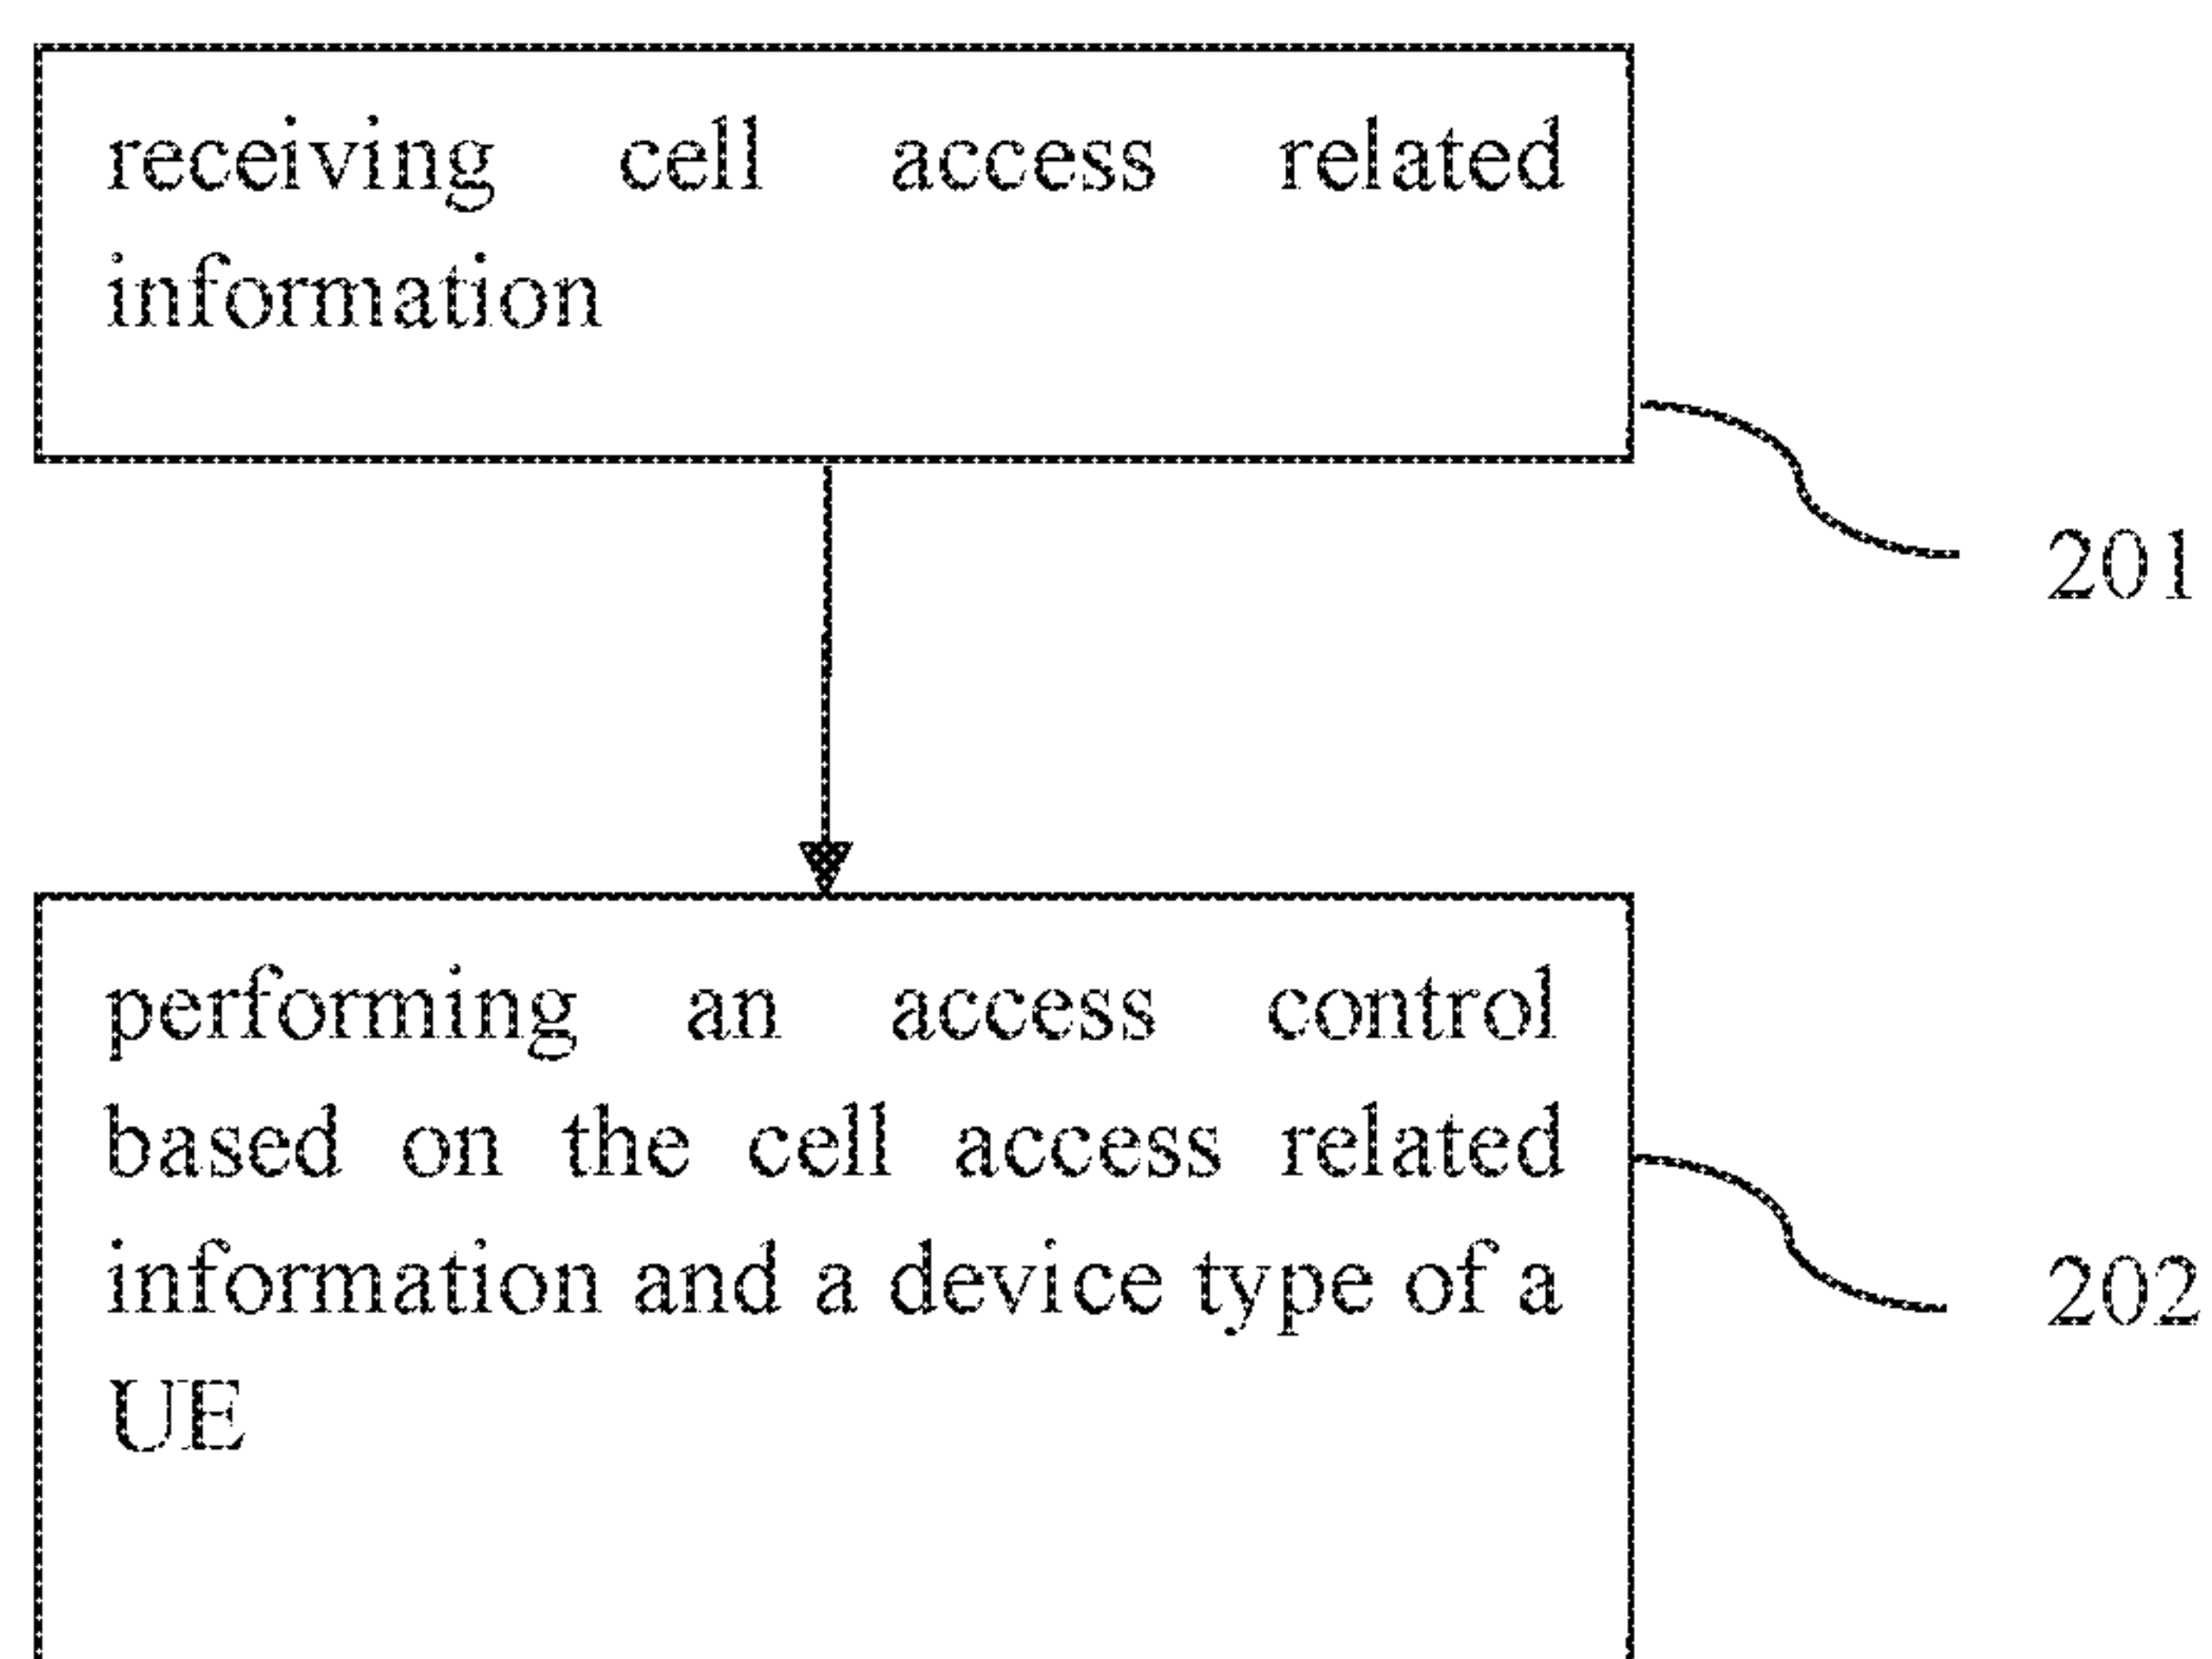 receiving cell access related
information
201
performing an access control
based on the cell access related
information and a device type of a
UE
202